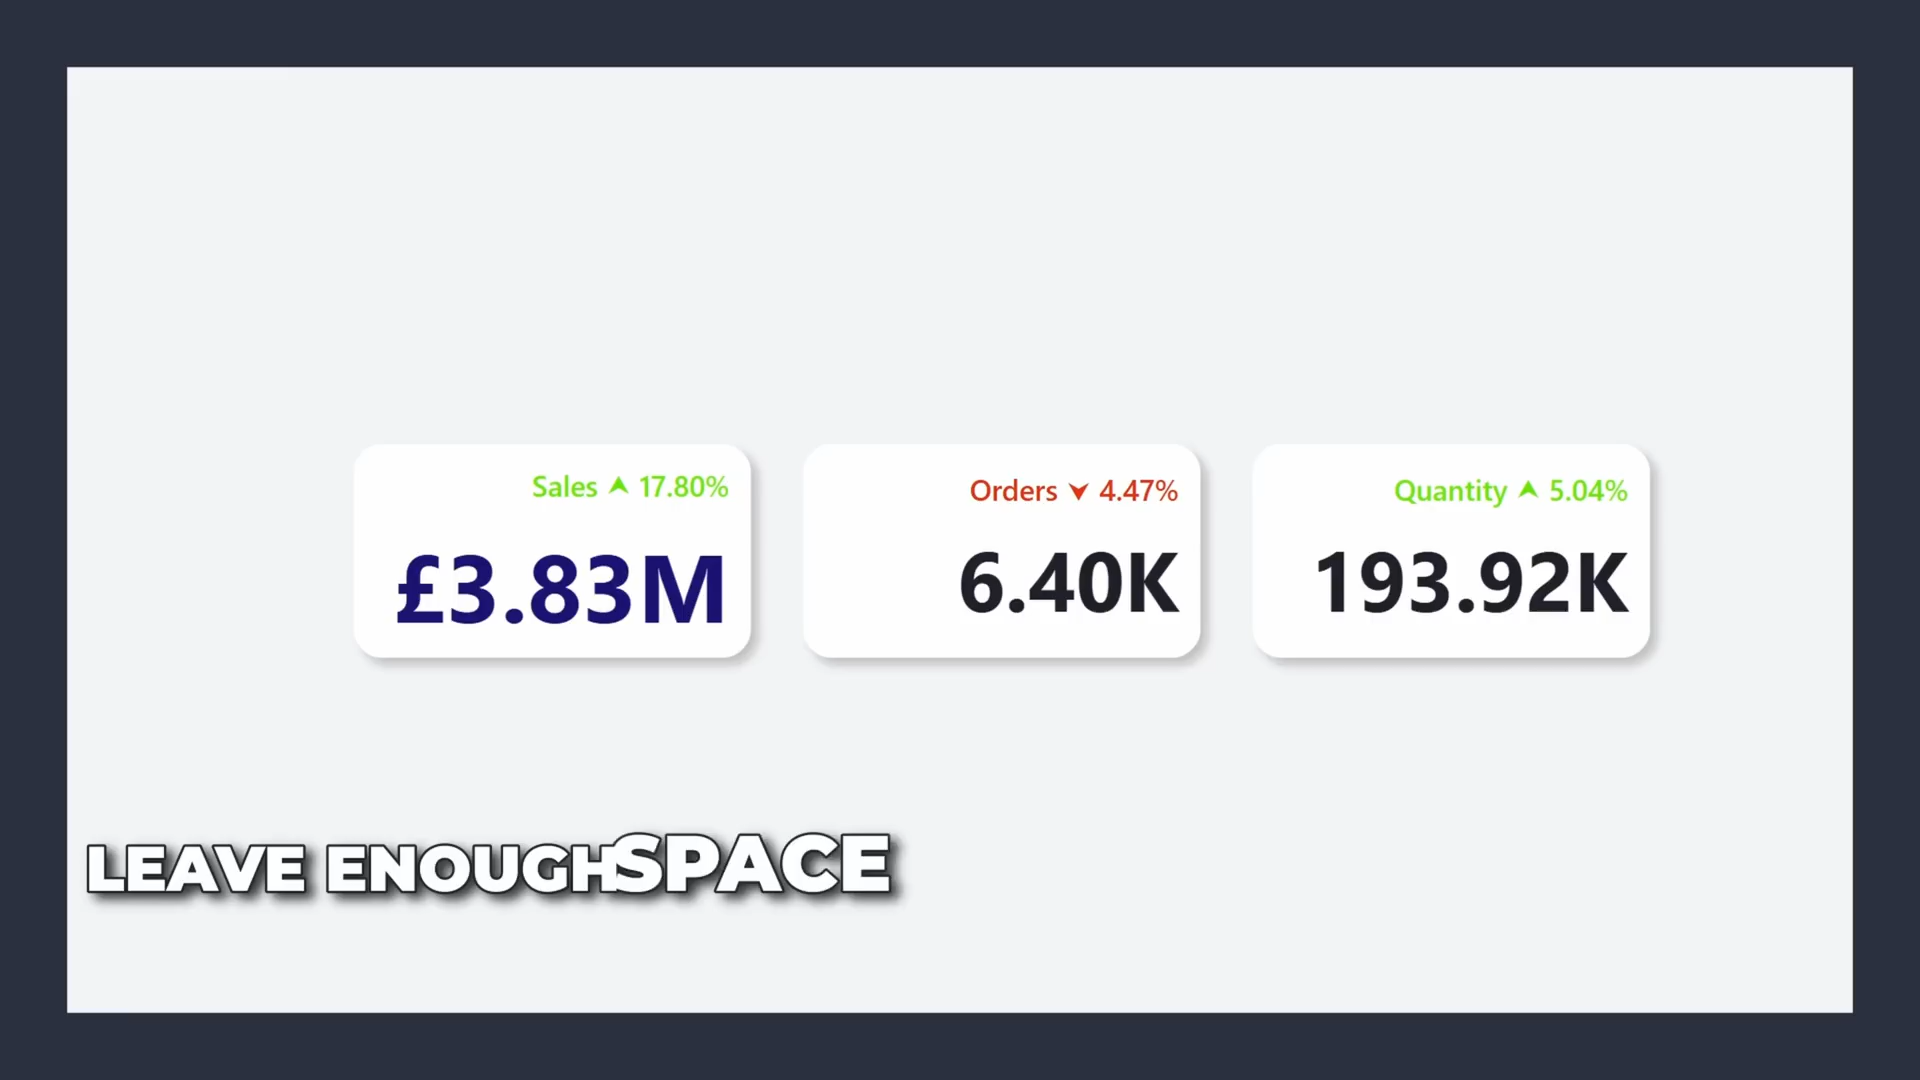 Sales ⮝ 17.80%
£3.83M
Orders ⮟ 4.47%
6.40K
Quantity ⮝ 5.04%
193.92K
LEAVE ENOUGH SPACE